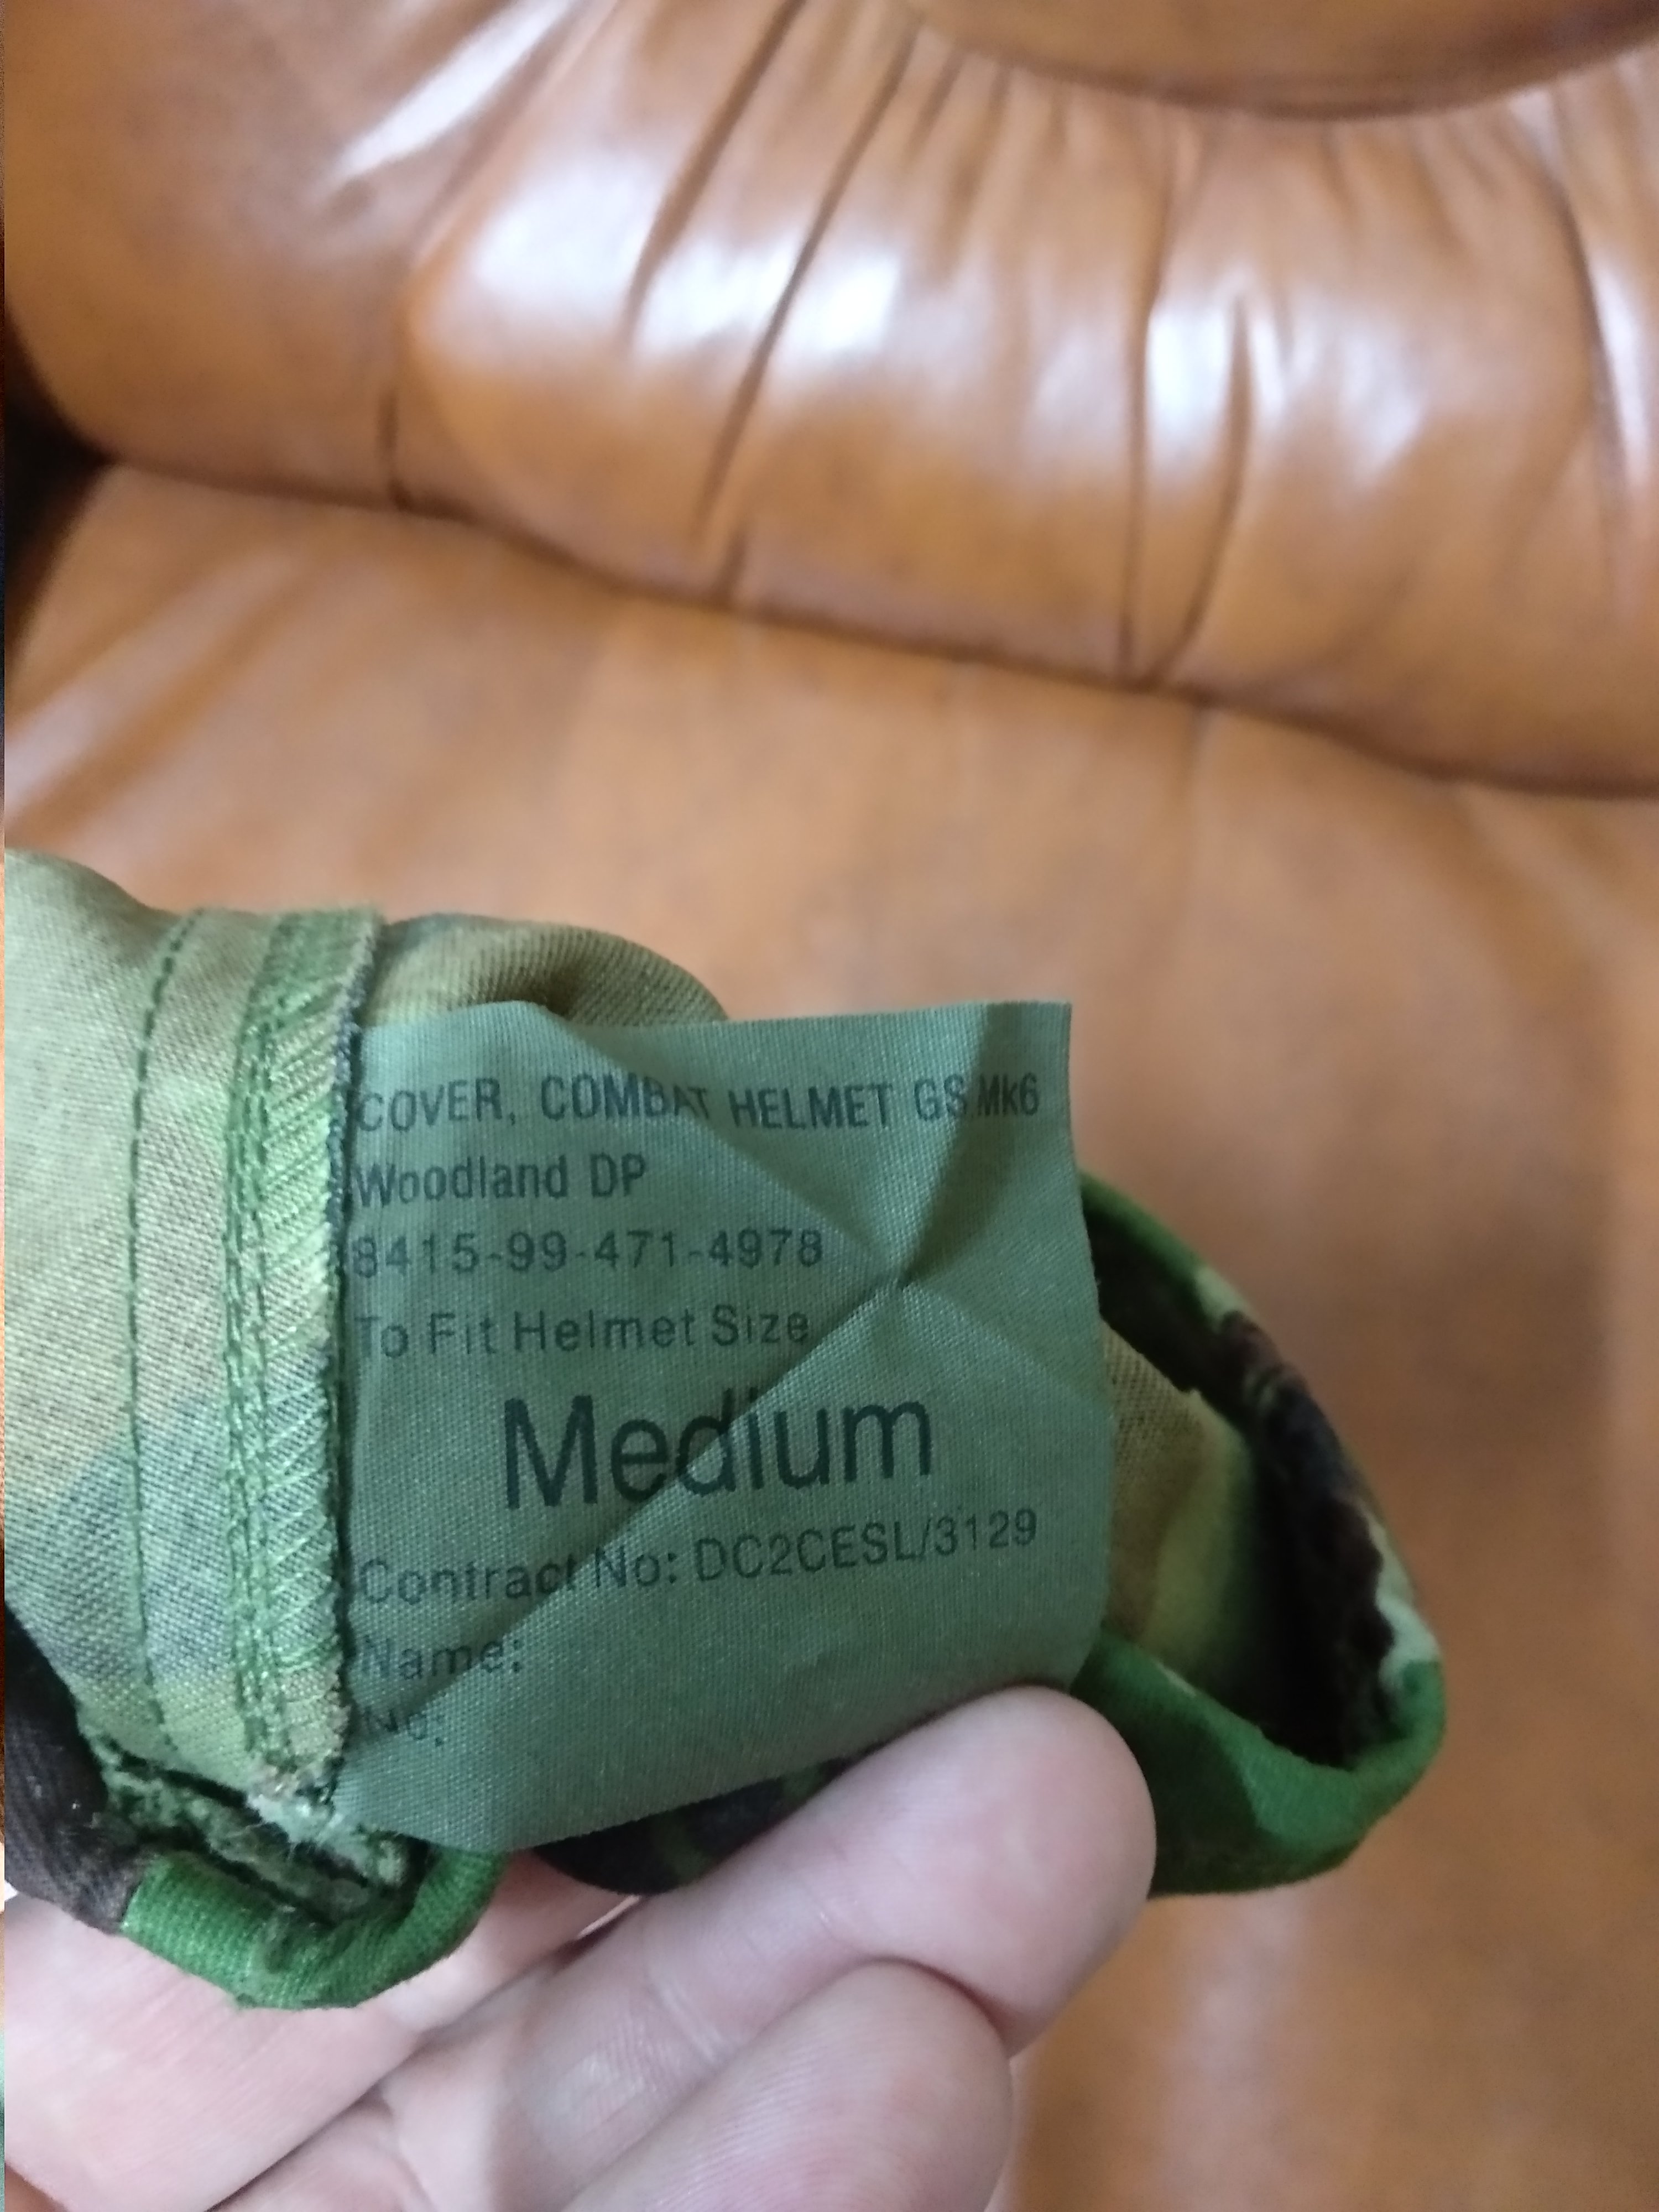 COVER, COMBAT HELMET GS Mk6
Woodland DP
8415-99-471-4978
To Fit Helmet Size
Medium
Contract No: DC2CESL/3129
Name:
No: